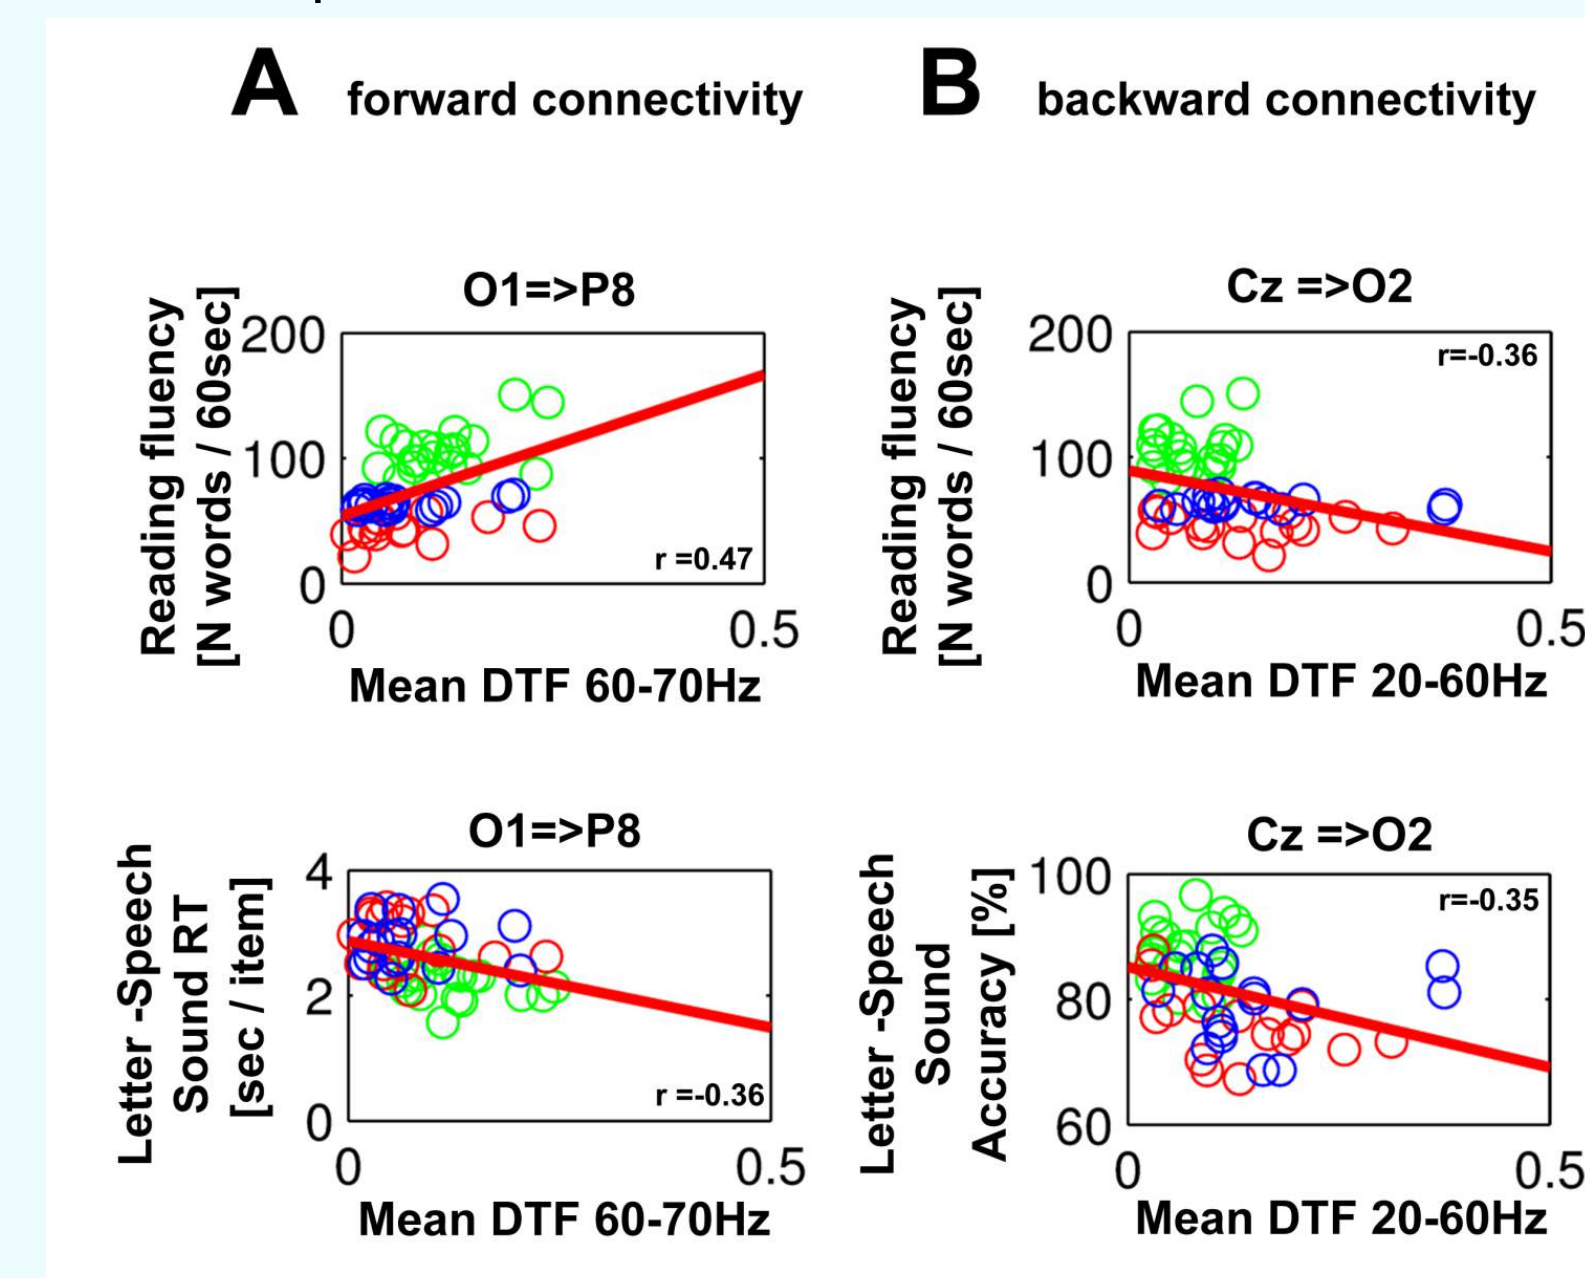 A forward connectivity
B backward connectivity
O1=>P8
Reading fluency
[N words / 60sec]
200
100
0
r =0.47
0
0.5
Mean DTF 60-70Hz
Cz =>O2
Reading fluency
[N words / 60sec]
200
100
0
r=-0.36
0
0.5
Mean DTF 20-60Hz
O1=>P8
Letter -Speech
Sound RT
[sec / item]
4
2
0
r =-0.36
0
0.5
Mean DTF 60-70Hz
Cz =>O2
Letter -Speech
Sound
Accuracy [%]
100
80
60
r=-0.35
0
0.5
Mean DTF 20-60Hz